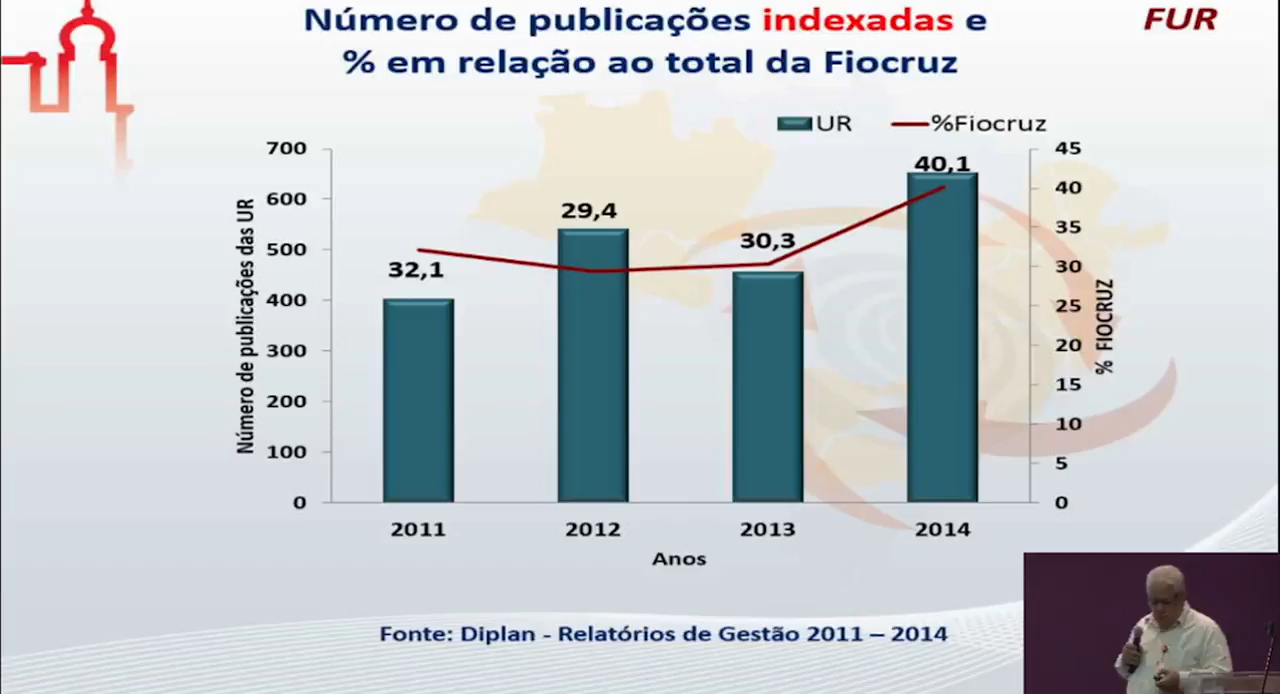 Número de publicações indexadas e
% em relação ao total da Fiocruz
FUR
UR
%Fiocruz
Número de publicações das UR
700
600
500
400
300
200
100
0
32,1
29,4
30,3
40,1
45
40
35
30
25
20
15
10
5
0
% FIOCRUZ
2011 2012 2013 2014
Anos
Fonte: Diplan - Relatórios de Gestão 2011 – 2014